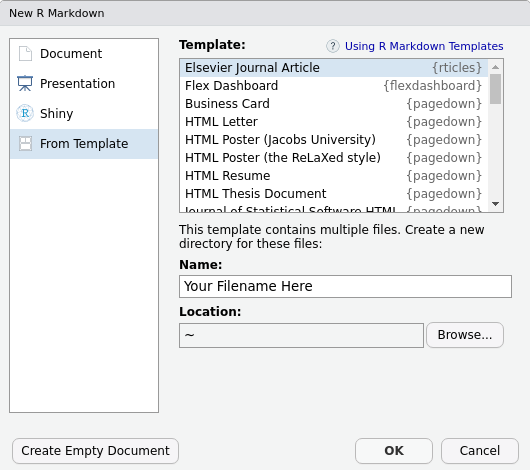 New R Markdown
Document
Presentation
Shiny
From Template
Template:
? Using R Markdown Templates
Elsevier Journal Article {rticles}
Flex Dashboard {flexdashboard}
Business Card {pagedown}
HTML Letter {pagedown}
HTML Poster (Jacobs University) {pagedown}
HTML Poster (the ReLaXed style) {pagedown}
HTML Resume {pagedown}
HTML Thesis Document {pagedown}
Journal of Statistical Software HTML {pagedown}
This template contains multiple files. Create a new
directory for these files:
Name:
Your Filename Here
Location:
~
Browse...
Create Empty Document
OK
Cancel